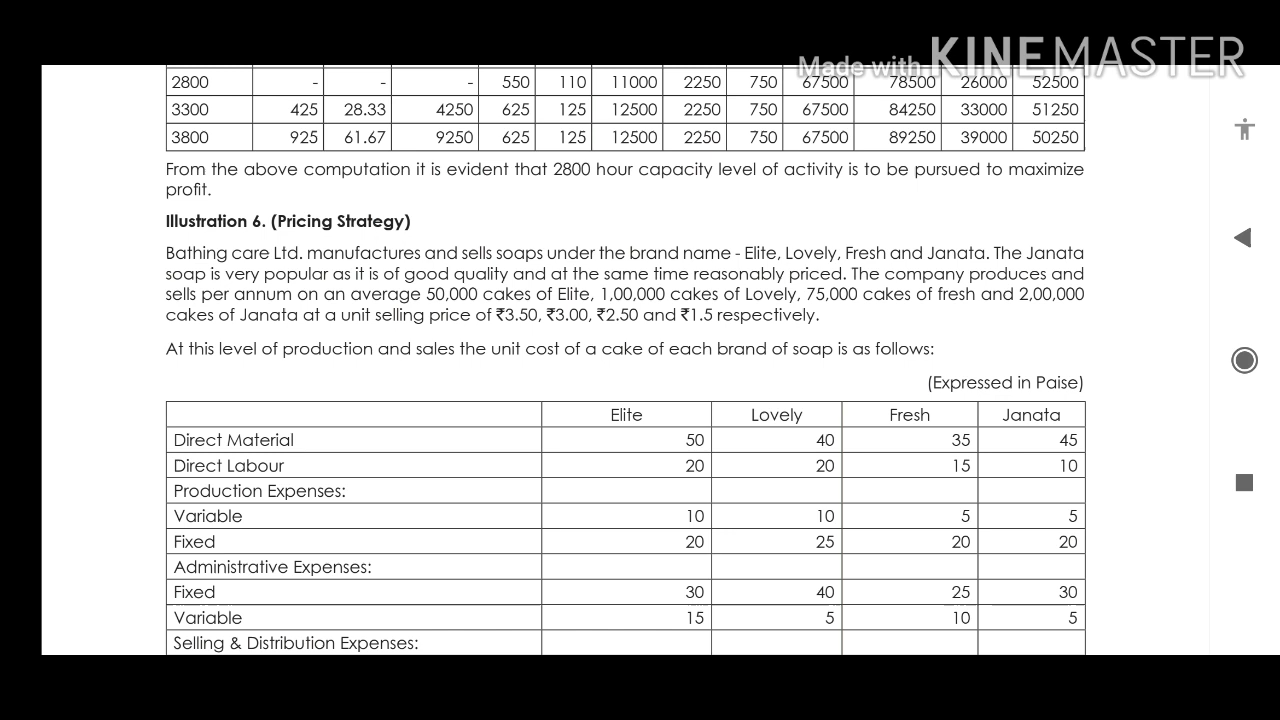 Made with KINEMASTER
2800 - - - 550 110 11000 2250 750 67500 78500 26000 52500
3300 425 28.33 4250 625 125 12500 2250 750 67500 84250 33000 51250
3800 925 61.67 9250 625 125 12500 2250 750 67500 89250 39000 50250
From the above computation it is evident that 2800 hour capacity level of activity is to be pursued to maximize
profit.
Illustration 6. (Pricing Strategy)
Bathing care Ltd. manufactures and sells soaps under the brand name - Elite, Lovely, Fresh and Janata. The Janata
soap is very popular as it is of good quality and at the same time reasonably priced. The company produces and
sells per annum on an average 50,000 cakes of Elite, 1,00,000 cakes of Lovely, 75,000 cakes of fresh and 2,00,000
cakes of Janata at a unit selling price of ₹3.50, ₹3.00, ₹2.50 and ₹1.5 respectively.
At this level of production and sales the unit cost of a cake of each brand of soap is as follows:
(Expressed in Paise)
Elite Lovely Fresh Janata
Direct Material 50 40 35 45
Direct Labour 20 20 15 10
Production Expenses:
Variable 10 10 5 5
Fixed 20 25 20 20
Administrative Expenses:
Fixed 30 40 25 30
Variable 15 5 10 5
Selling & Distribution Expenses: